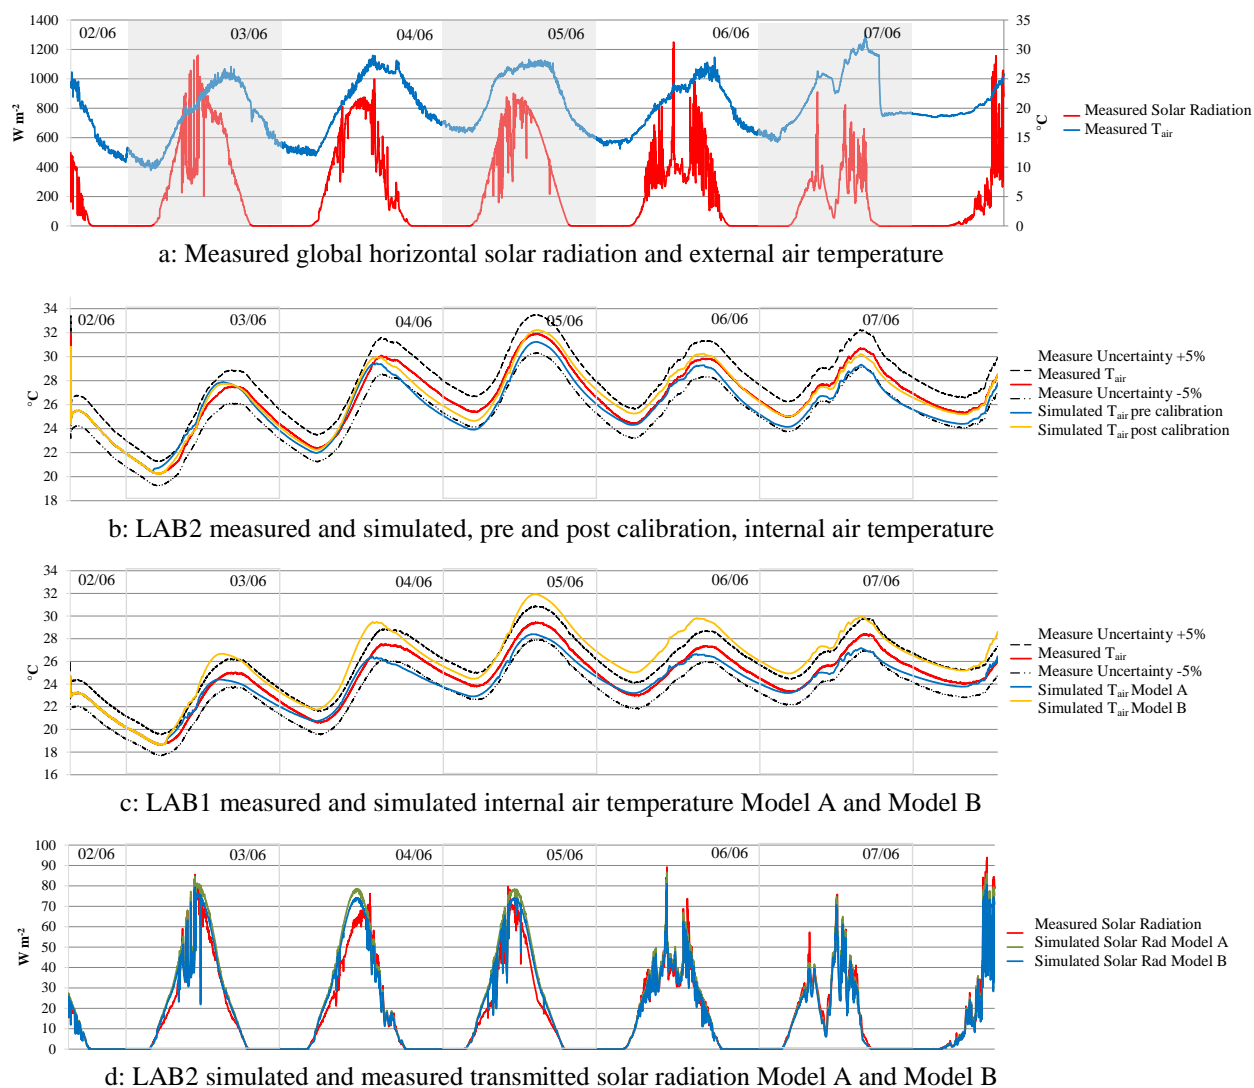 1400
1200
1000
800
600
400
200
0
W m-2
02/06 03/06 04/06 05/06 06/06 07/06
35
30
25
20
15
10
5
0
°C
Measured Solar Radiation
Measured Tair
a: Measured global horizontal solar radiation and external air temperature
34
32
30
28
26
24
22
20
18
°C
02/06 03/06 04/06 05/06 06/06 07/06
Measure Uncertainty +5%
Measured Tair
Measure Uncertainty -5%
Simulated Tair pre calibration
Simulated Tair post calibration
b: LAB2 measured and simulated, pre and post calibration, internal air temperature
34
32
30
28
26
24
22
20
18
16
°C
02/06 03/06 04/06 05/06 06/06 07/06
Measure Uncertainty +5%
Measured Tair
Measure Uncertainty -5%
Simulated Tair Model A
Simulated Tair Model B
c: LAB1 measured and simulated internal air temperature Model A and Model B
100
90
80
70
60
50
40
30
20
10
0
W m-2
02/06 03/06 04/06 05/06 06/06 07/06
Measured Solar Radiation
Simulated Solar Rad Model A
Simulated Solar Rad Model B
d: LAB2 simulated and measured transmitted solar radiation Model A and Model B